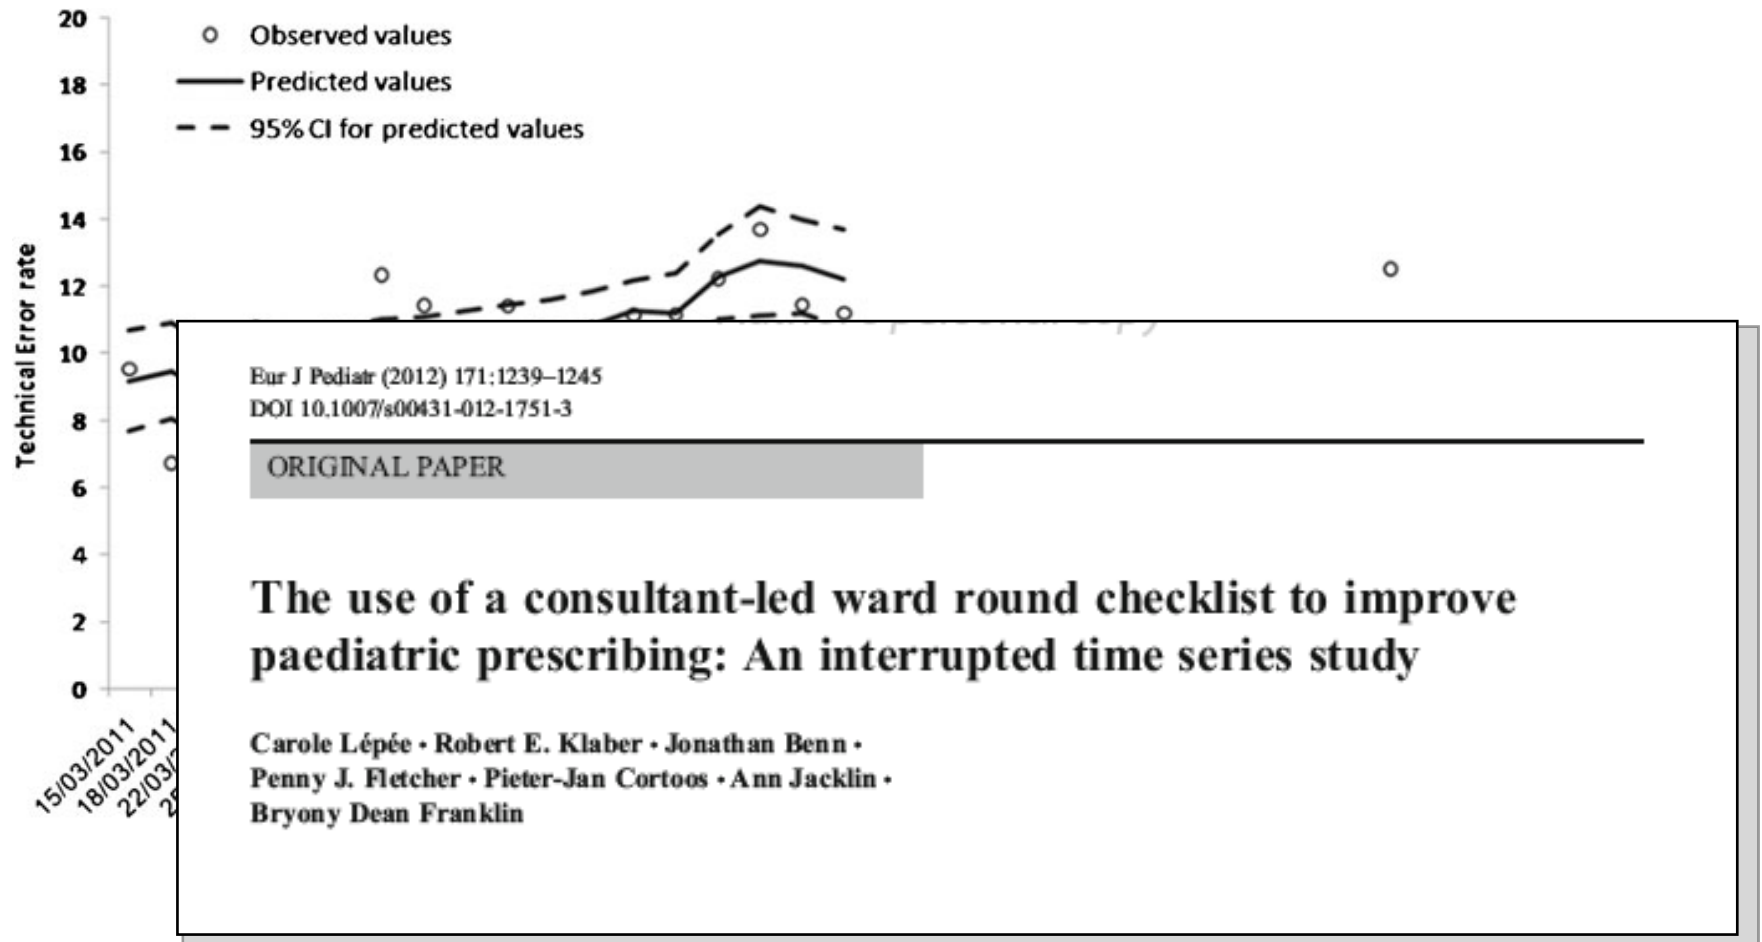 20
Observed values
18
Predicted values
16
95% CI for predicted values
14
12
10
8
6
4
2
0
Technical Error rate
15/03/2011
18/03/2011
22/03/
Eur J Pediatr (2012) 171:1239–1245
DOI 10.1007/s00431-012-1751-3
ORIGINAL PAPER
The use of a consultant-led ward round checklist to improve
paediatric prescribing: An interrupted time series study
Carole Lépée • Robert E. Klaber • Jonathan Benn •
Penny J. Fletcher • Pieter-Jan Cortoos • Ann Jacklin •
Bryony Dean Franklin